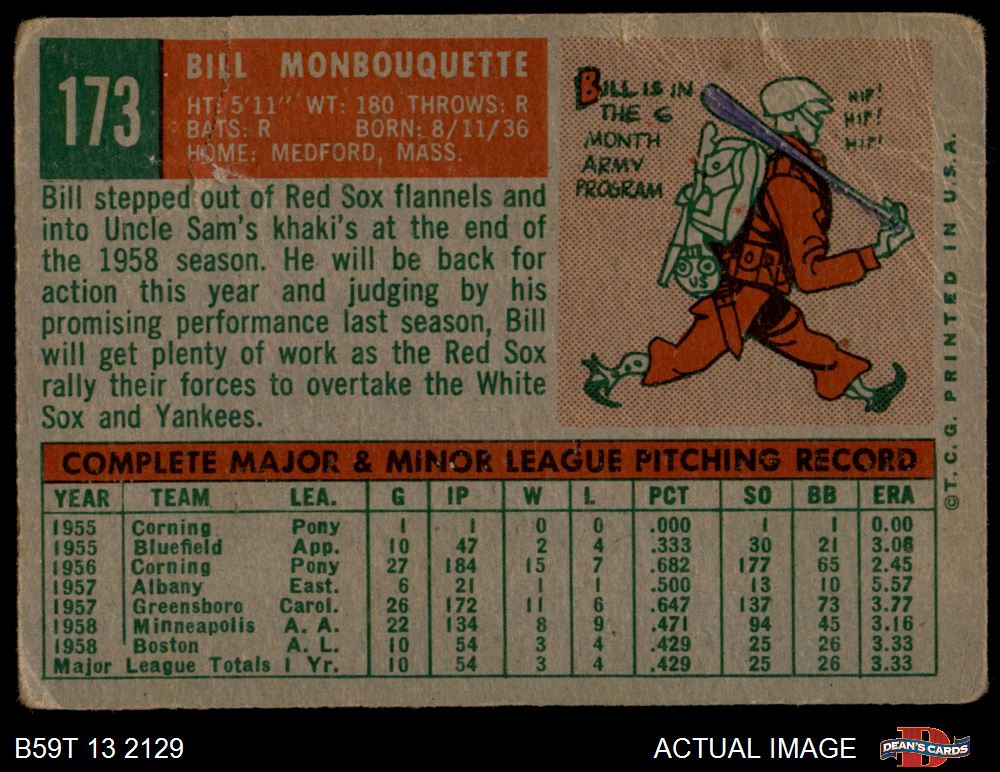 173
BILL MONBOUQUETTE
HT: 5'11" WT: 180 THROWS: R
BATS: R BORN: 8/11/36
HOME: MEDFORD, MASS.
Bill stepped out of Red Sox flannels and
into Uncle Sam's khaki's at the end of
the 1958 season. He will be back for
action this year and judging by his
promising performance last season, Bill
will get plenty of work as the Red Sox
rally their forces to overtake the White
Sox and Yankees.
BILL IS IN
THE 6
MONTH
ARMY
PROGRAM
HIP!
HIP!
HIP!
US
©T. C. G. PRINTED IN U.S.A.
COMPLETE MAJOR & MINOR LEAGUE PITCHING RECORD
YEAR TEAM LEA. G IP W L PCT SO BB ERA
1955 Corning Pony 1 1 0 0 .000 1 1 0.00
1955 Bluefield App. 10 47 2 4 .333 30 21 3.06
1956 Corning Pony 27 184 15 7 .682 177 65 2.45
1957 Albany East. 6 21 1 1 .500 13 10 5.57
1957 Greensboro Carol. 26 172 11 6 .647 137 73 3.77
1958 Minneapolis A. A. 22 134 8 9 .471 94 45 3.16
1958 Boston A. L. 10 54 3 4 .429 25 26 3.33
Major League Totals 1 Yr. 10 54 3 4 .429 25 26 3.33
B59T 13 2129
ACTUAL IMAGE
D
DEAN'S CARDS